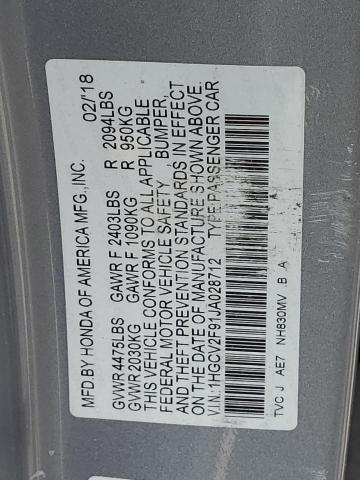 MFD.BY HONDA OF AMERICA MFG.,INC. 02/'18
GVWR 4475LBS GAWR F 2403LBS R 2094LBS
GVWR 2030KG GAWR F 1090KG R 950KG
THIS VEHICLE CONFORMS TO ALL APPLICABLE
FEDERAL MOTOR VEHICLE SAFETY, BUMPER,
AND THEFT PREVENTION STANDARDS IN EFFECT
ON THE DATE OF MANUFACTURE SHOWN ABOVE.
V.I.N.:1HGCV2F91JA028712 TYPE:PASSENGER CAR
TVC J AE7 NH830MV B A